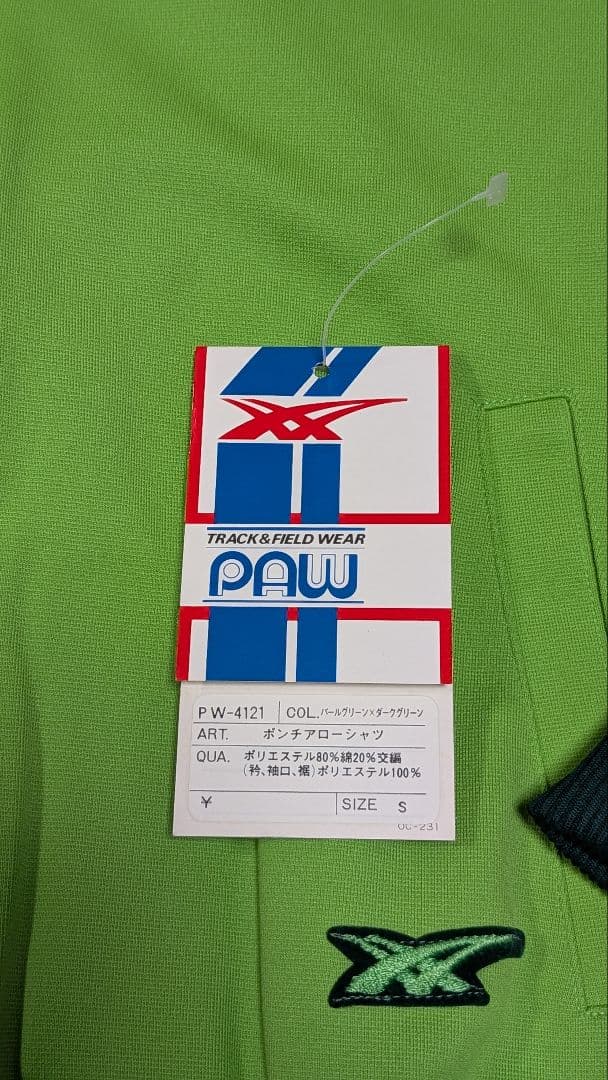 TRACK&FIELD WEAR
PAW
PW-4121 COL.パールグリーン×ダークグリーン
ART. ポンチアローシャツ
QUA. ポリエステル80%綿20%交編
(衿、袖口、裾)ポリエステル100%
¥ SIZE S
OC-231